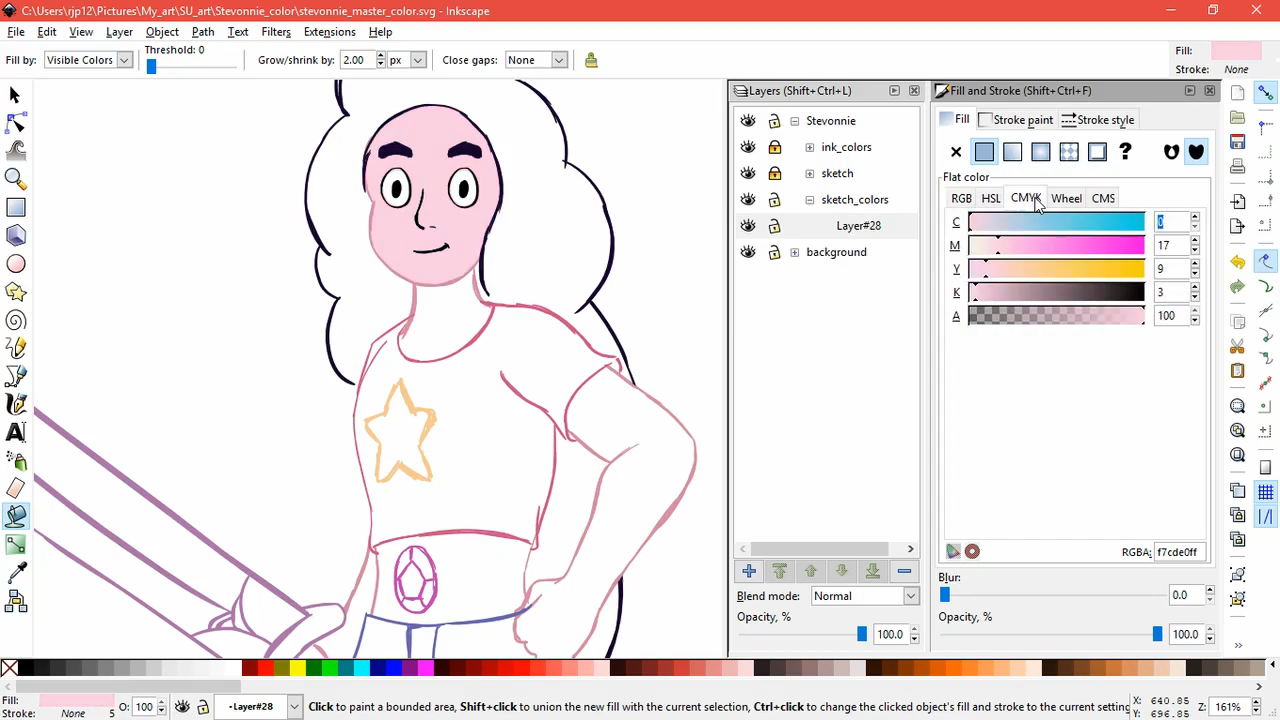 C:\Users\rjp12\Pictures\My_art\SU_art\Stevonnie_color\stevonnie_master_color.svg - Inkscape
File Edit View Layer Object Path Text Filters Extensions Help
Fill by: Visible Colors Threshold: 0 Grow/shrink by: 2.00 px Close gaps: None
Fill:
Stroke: None
Layers (Shift+Ctrl+L)
Stevonnie
ink_colors
sketch
sketch_colors
Layer#28
background
Blend mode: Normal
Opacity, % 100.0
Fill and Stroke (Shift+Ctrl+F)
Fill Stroke paint Stroke style
Flat color
RGB HSL CMYK Wheel CMS
C 0
M 17
Y 9
K 3
A 100
RGBA: f7cde0ff
Blur:
0.0
Opacity, %
100.0
Fill:
Stroke: None 5
O: 100
•Layer#28
Click to paint a bounded area, Shift+click to union the new fill with the current selection, Ctrl+click to change the clicked object's fill and stroke to the current setting
X: 640.85
Y: 696.85
Z: 161%